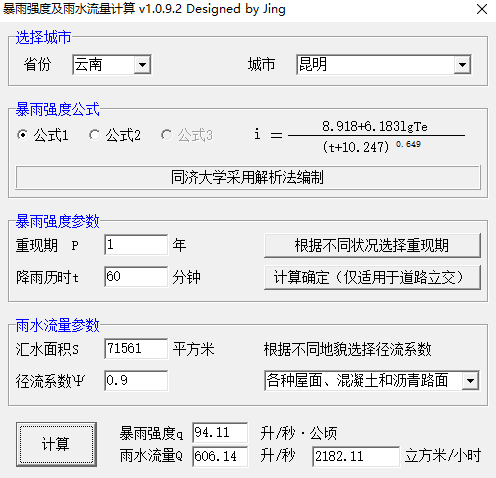 暴雨强度及雨水流量计算 v1.0.9.2 Designed by Jing
选择城市
省份 云南 城市 昆明
暴雨强度公式
公式1 公式2 公式3 i = 8.918+6.183lgTe
(t+10.247) 0.649
同济大学采用解析法编制
暴雨强度参数
重现期 P 1 年 根据不同状况选择重现期
降雨历时t 60 分钟 计算确定（仅适用于道路立交）
雨水流量参数
汇水面积S 71561 平方米 根据不同地貌选择径流系数
径流系数Ψ 0.9 各种屋面、混凝土和沥青路面
计算
暴雨强度q 94.11 升/秒·公顷
雨水流量Q 606.14 升/秒 2182.11 立方米/小时